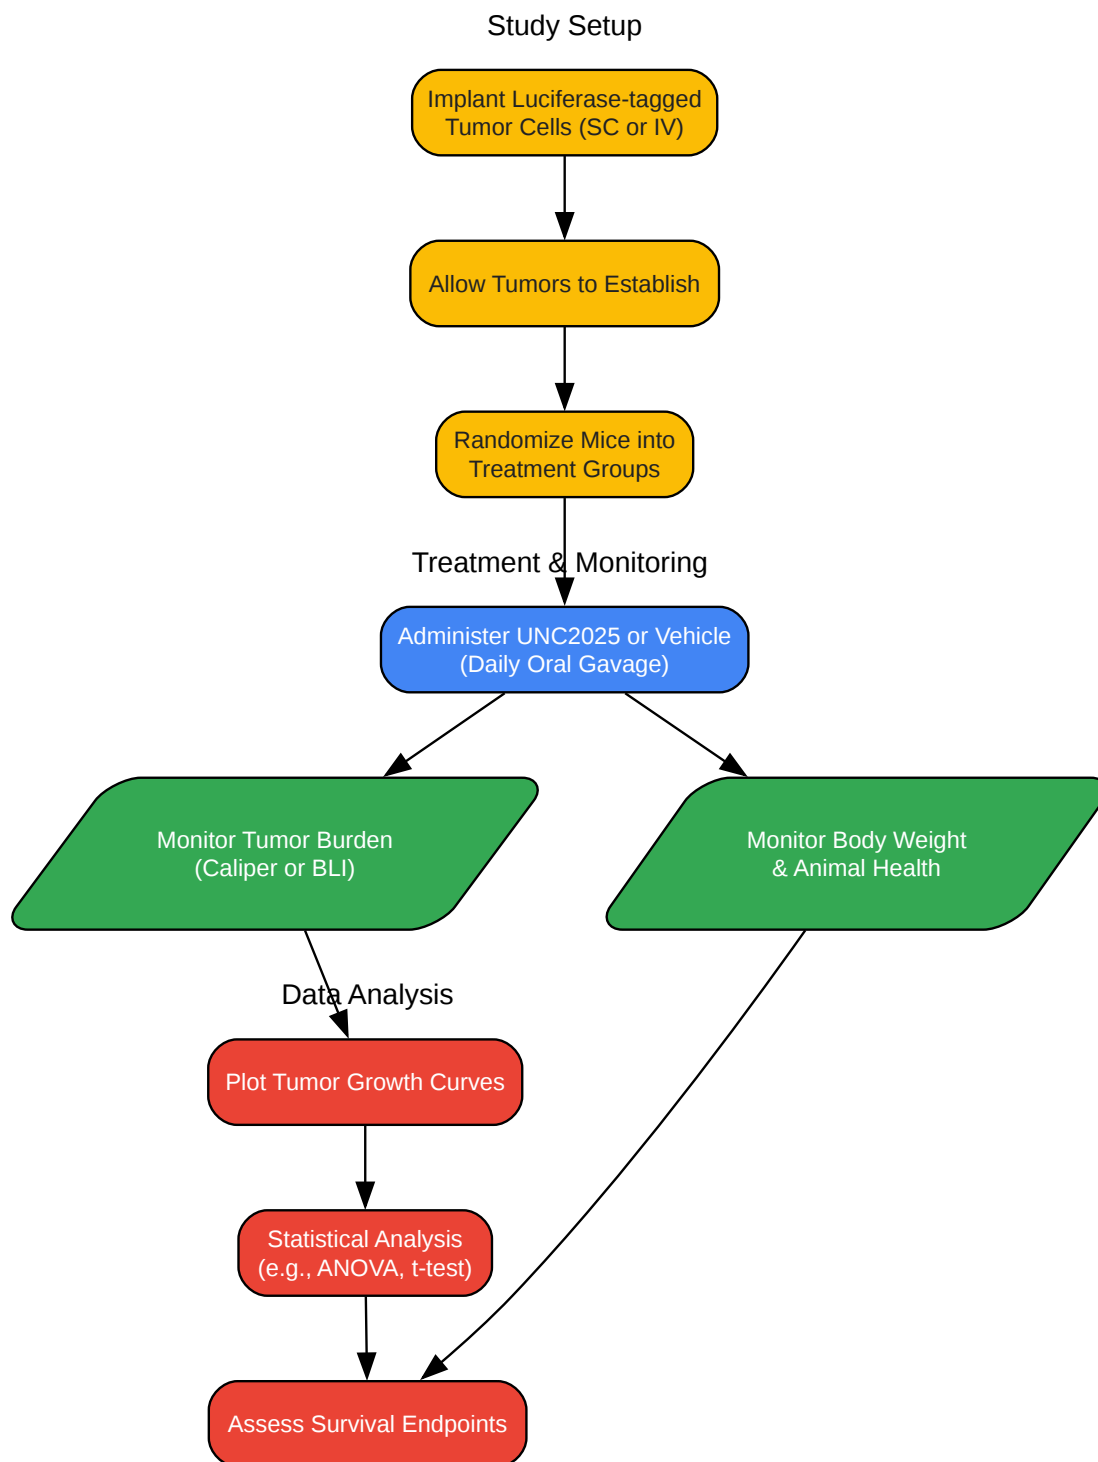 Study Setup
Implant Luciferase-tagged
Tumor Cells (SC or IV)
Allow Tumors to Establish
Randomize Mice into
Treatment Groups
Treatment & Monitoring
Administer UNC2025 or Vehicle
(Daily Oral Gavage)
Monitor Tumor Burden
(Caliper or BLI)
Monitor Body Weight
& Animal Health
Data Analysis
Plot Tumor Growth Curves
Statistical Analysis
(e.g., ANOVA, t-test)
Assess Survival Endpoints